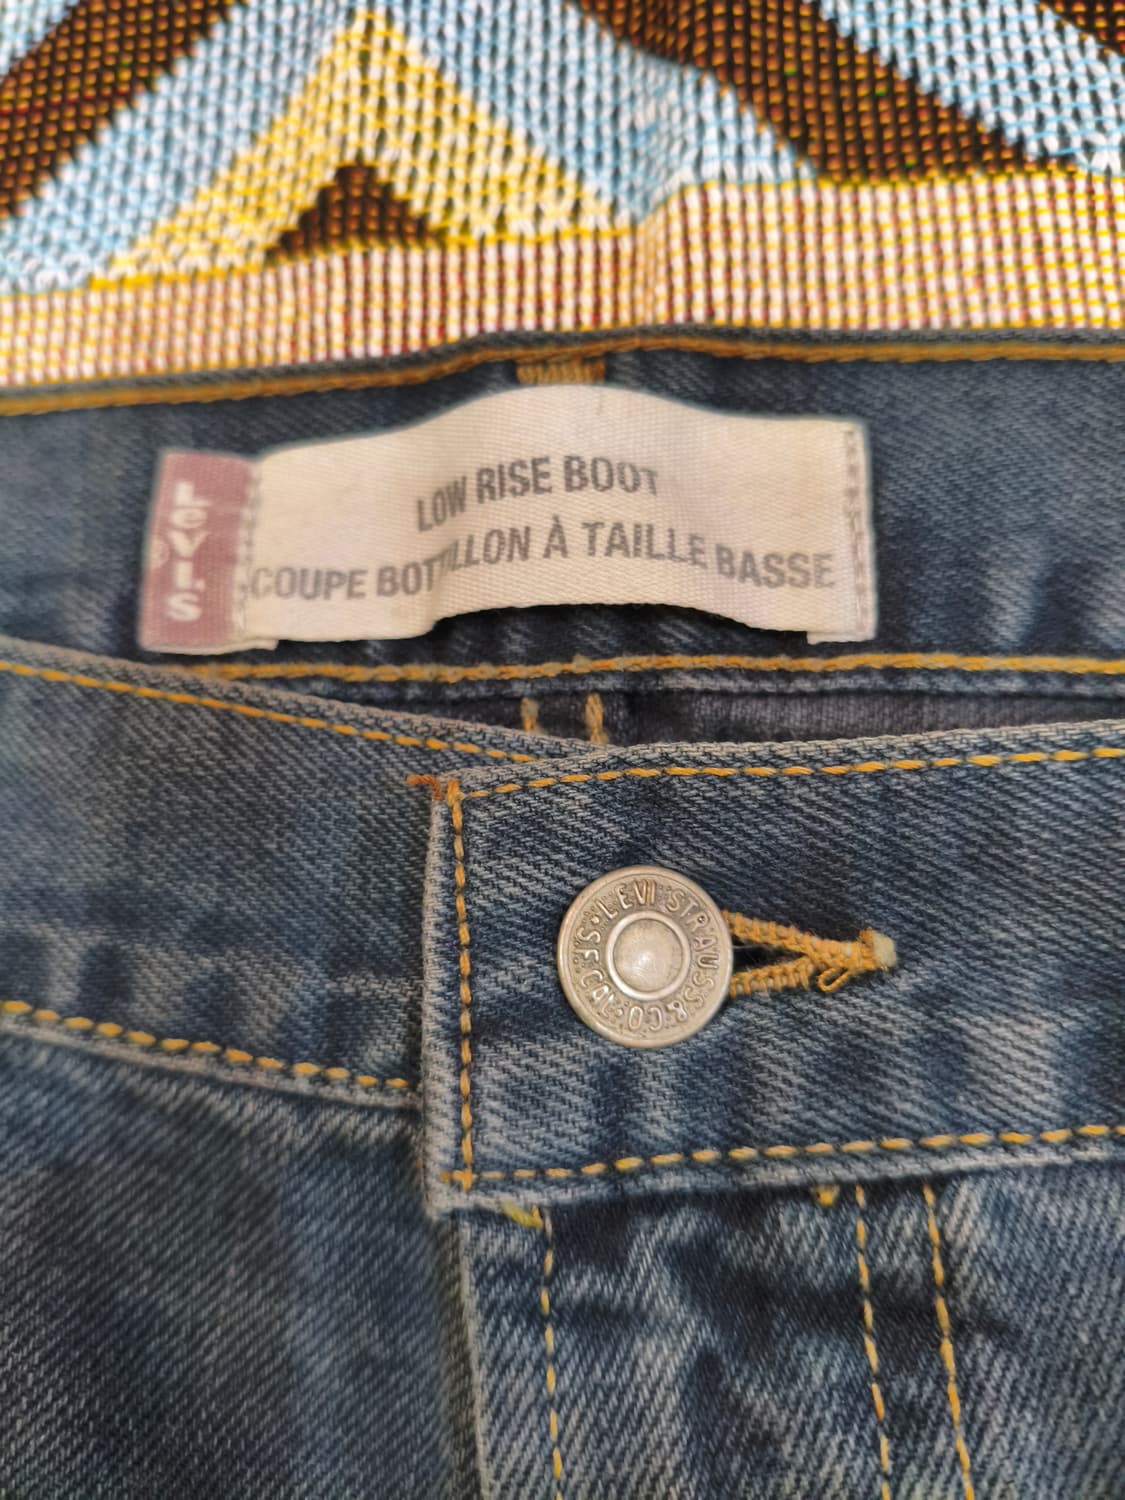 LEVI'S
LOW RISE BOOT
COUPE BOTTILLON À TAILLE BASSE
LEVI STRAUSS & CO. S.F. CAL.